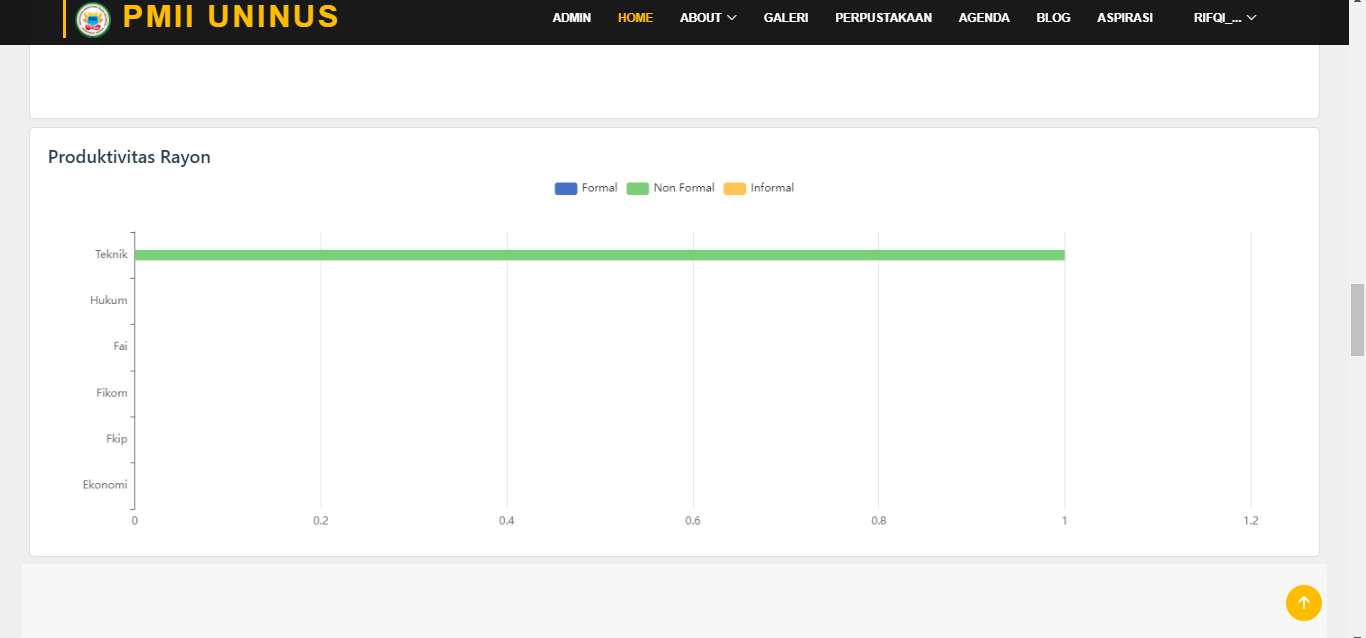 PMII UNINUS
ADMIN HOME ABOUT GALERI PERPUSTAKAAN AGENDA BLOG ASPIRASI RIFQI_...
Produktivitas Rayon
Formal Non Formal Informal
Teknik
Hukum
Fai
Fikom
Fkip
Ekonomi
0 0.2 0.4 0.6 0.8 1 1.2